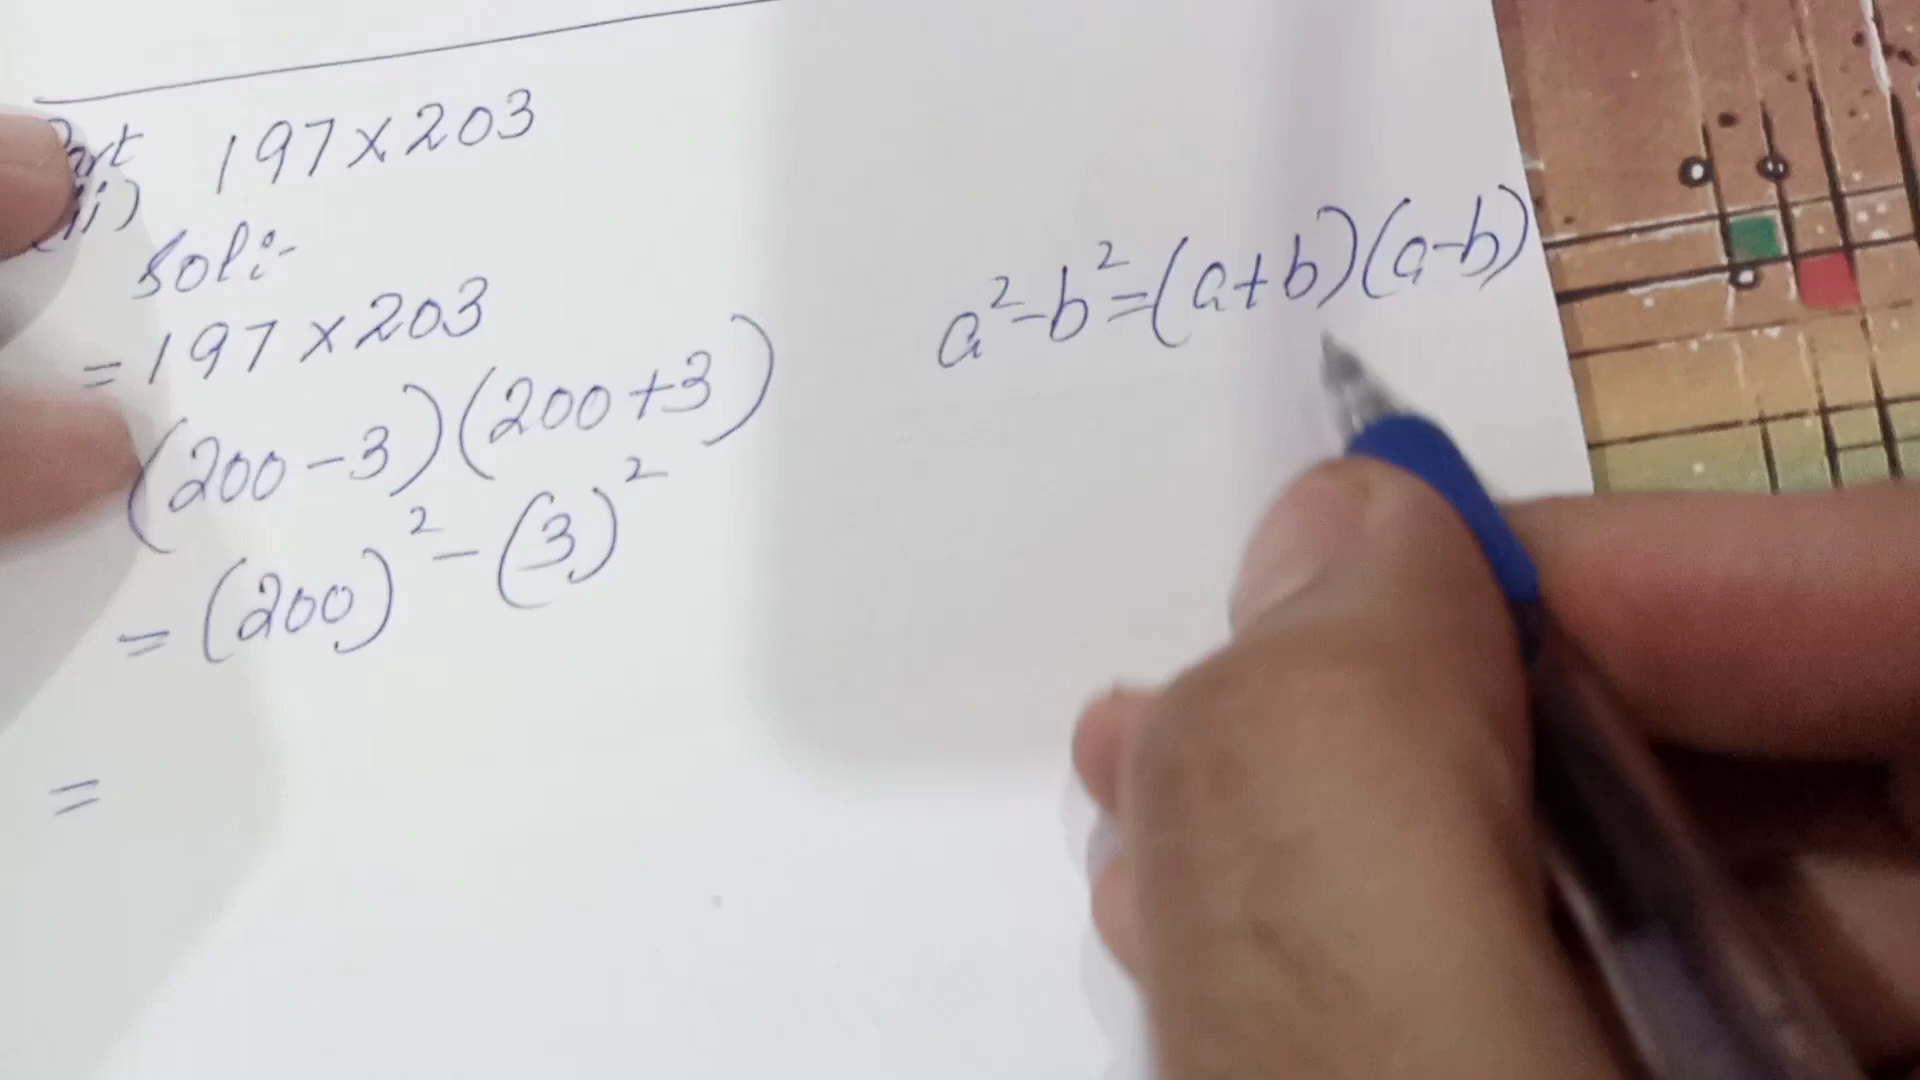 Part 197×203
(ii)
Sol:-
=197×203
(200-3)(200+3)
=(200)²-(3)²
=
a²-b²=(a+b)(a-b)